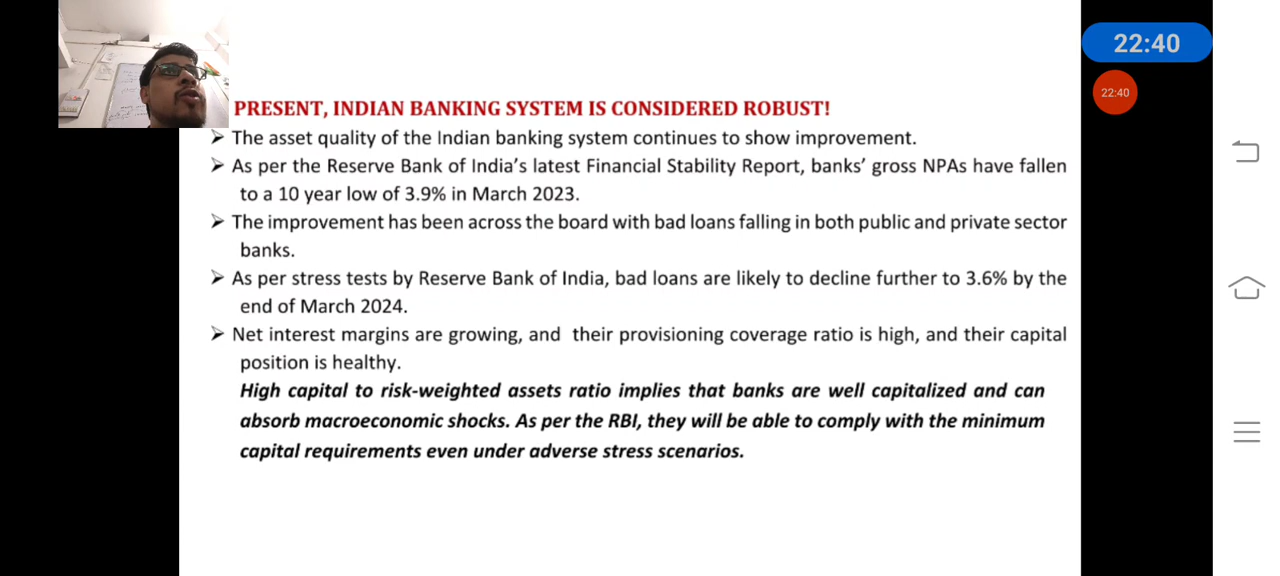 22:40
22:40
PRESENT, INDIAN BANKING SYSTEM IS CONSIDERED ROBUST!
➢ The asset quality of the Indian banking system continues to show improvement.
➢ As per the Reserve Bank of India's latest Financial Stability Report, banks' gross NPAs have fallen
to a 10 year low of 3.9% in March 2023.
➢ The improvement has been across the board with bad loans falling in both public and private sector
banks.
➢ As per stress tests by Reserve Bank of India, bad loans are likely to decline further to 3.6% by the
end of March 2024.
➢ Net interest margins are growing, and their provisioning coverage ratio is high, and their capital
position is healthy.
High capital to risk-weighted assets ratio implies that banks are well capitalized and can
absorb macroeconomic shocks. As per the RBI, they will be able to comply with the minimum
capital requirements even under adverse stress scenarios.